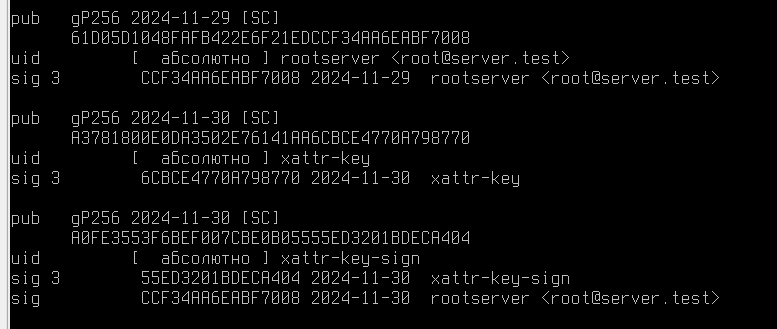 pub   gP256 2024-11-29 [SC]
      61D05D1048FAFB422E6F21EDCCF34AA6EABF7008
uid         [  абсолютно ] rootserver <root@server.test>
sig 3        CCF34AA6EABF7008 2024-11-29  rootserver <root@server.test>

pub   gP256 2024-11-30 [SC]
      A3781800E0DA3502E76141AA6CBCE4770A798770
uid         [  абсолютно ] xattr-key
sig 3        6CBCE4770A798770 2024-11-30  xattr-key

pub   gP256 2024-11-30 [SC]
      A0FE3553F6BEF007CBE0B05555ED3201BDECA404
uid         [  абсолютно ] xattr-key-sign
sig 3        55ED3201BDECA404 2024-11-30  xattr-key-sign
sig          CCF34AA6EABF7008 2024-11-30  rootserver <root@server.test>